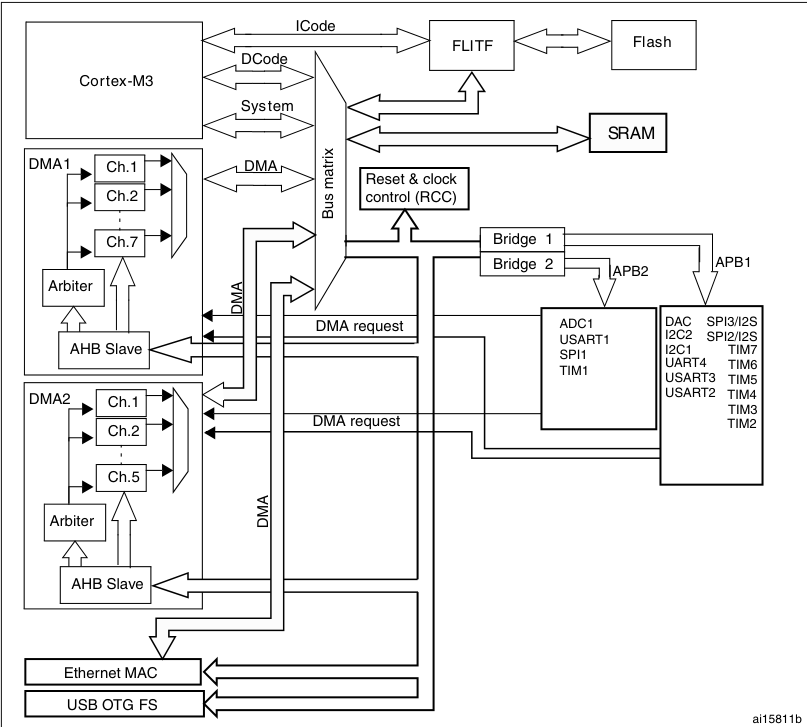 ICode
FLITF
Flash
Cortex-M3
DCode
System
SRAM
Bus matrix
DMA1
Ch.1
Ch.2
Ch.7
DMA
Reset & clock
control (RCC)
Bridge 1
Bridge 2
APB2
APB1
Arbiter
AHB Slave
DMA
DMA request
ADC1
USART1
SPI1
TIM1
DAC SPI3/I2S
I2C2 SPI2/I2S
I2C1 TIM7
UART4 TIM6
USART3 TIM5
USART2 TIM4
TIM3
TIM2
DMA2
Ch.1
Ch.2
Ch.5
DMA request
Arbiter
DMA
AHB Slave
Ethernet MAC
USB OTG FS
ai15811b